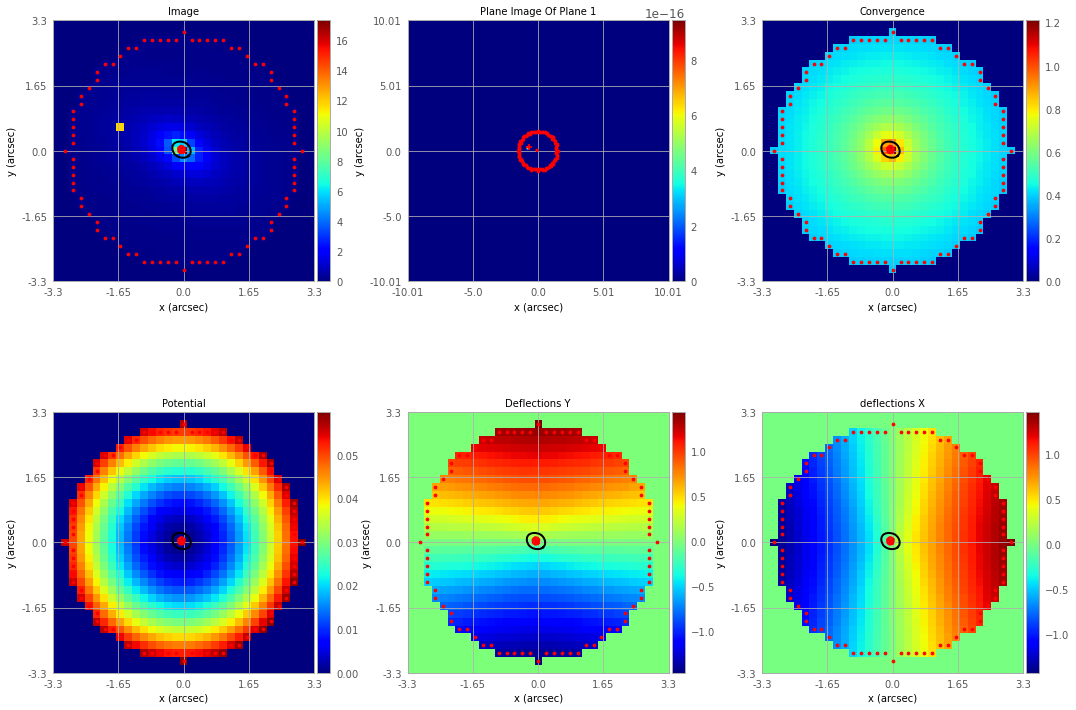 Image
3.3
1.65
0.0
-1.65
-3.3
-3.3 -1.65 0.0 1.65 3.3
x (arcsec)
y (arcsec)
16
14
12
10
8
6
4
2
0
Plane Image Of Plane 1
1e−16
10.01
5.01
0.0
-5.0
-10.01
-10.01 -5.0 0.0 5.01 10.01
x (arcsec)
y (arcsec)
8
6
4
2
0
Convergence
3.3
1.65
0.0
-1.65
-3.3
-3.3 -1.65 0.0 1.65 3.3
x (arcsec)
y (arcsec)
1.2
1.0
0.8
0.6
0.4
0.2
0.0
Potential
3.3
1.65
0.0
-1.65
-3.3
-3.3 -1.65 0.0 1.65 3.3
x (arcsec)
y (arcsec)
0.05
0.04
0.03
0.02
0.01
0.00
Deflections Y
3.3
1.65
0.0
-1.65
-3.3
-3.3 -1.65 0.0 1.65 3.3
x (arcsec)
y (arcsec)
1.0
0.5
0.0
−0.5
−1.0
deflections X
3.3
1.65
0.0
-1.65
-3.3
-3.3 -1.65 0.0 1.65 3.3
x (arcsec)
y (arcsec)
1.0
0.5
0.0
−0.5
−1.0